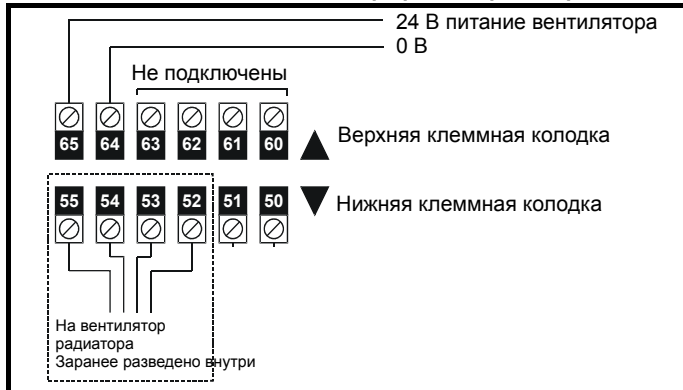 24 В питание вентилятора
0 В
Не подключены
65 64 63 62 61 60
Верхняя клеммная колодка
55 54 53 52 51 50
Нижняя клеммная колодка
На вентилятор
радиатора
Заранее разведено внутри